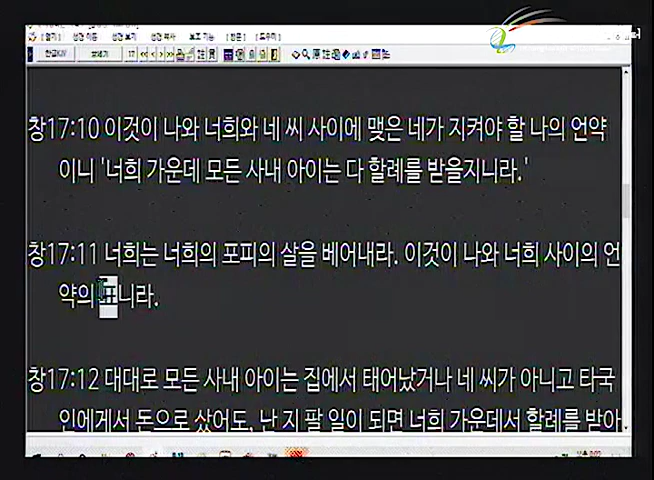 창17:10 이것이 나와 너희와 네 씨 사이에 맺은 네가 지켜야 할 나의 언약
이니 '너희 가운데 모든 사내 아이는 다 할례를 받을지니라.'
창17:11 너희는 너희의 포피의 살을 베어내라. 이것이 나와 너희 사이의 언
약의 표니라.
창17:12 대대로 모든 사내 아이는 집에서 태어났거나 네 씨가 아니고 타국
인에게서 돈으로 샀어도, 난 지 팔 일이 되면 너희 가운데서 할례를 받아